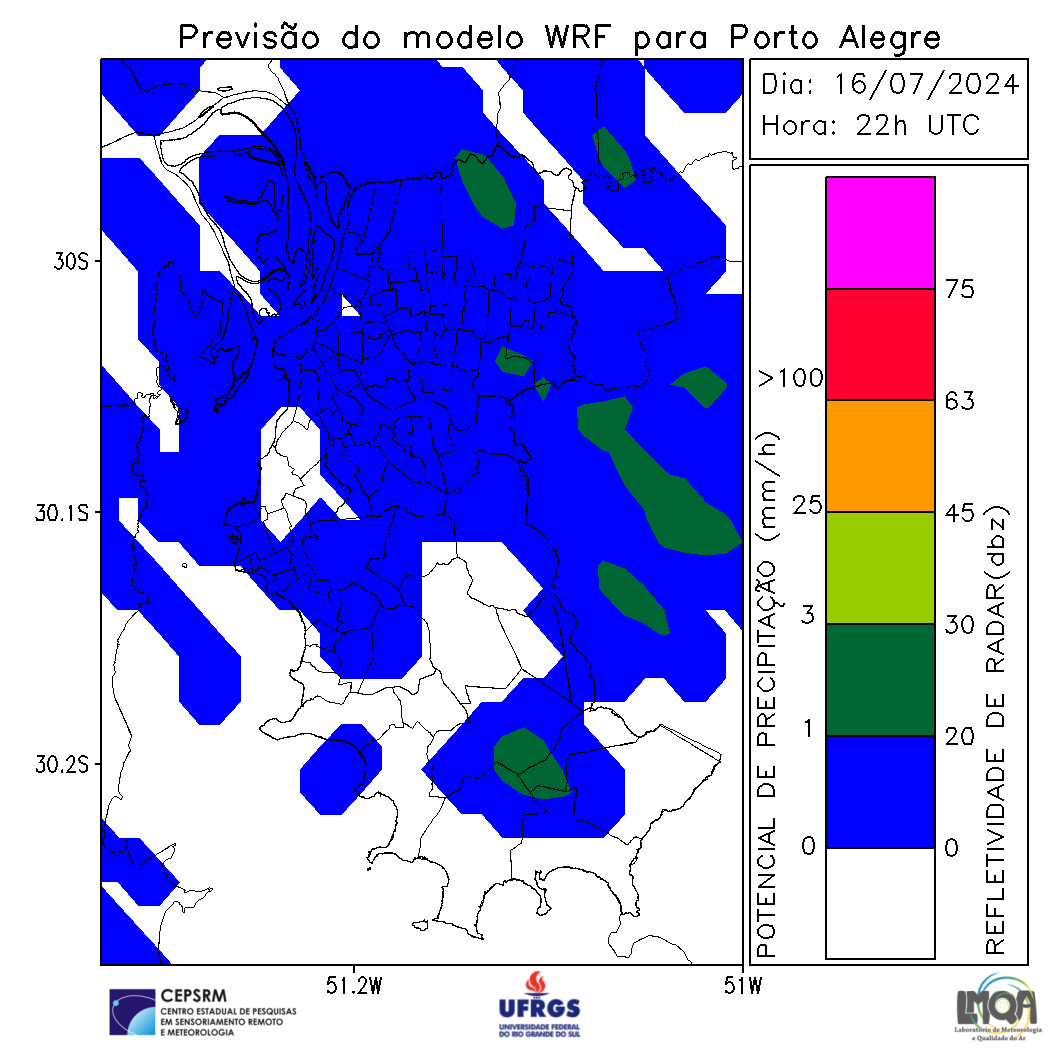 Previsão do modelo WRF para Porto Alegre
Dia: 16/07/2024
Hora: 22h UTC
30S
30.1S
30.2S
51.2W
51W
POTENCIAL DE PRECIPITAÇÃO (mm/h)
>100
25
3
1
0
75
63
45
30
20
0
REFLETIVIDADE DE RADAR(dbz)
CEPSRM
CENTRO ESTADUAL DE PESQUISAS
EM SENSORIAMENTO REMOTO
E METEOROLOGIA
UFRGS
UNIVERSIDADE FEDERAL
DO RIO GRANDE DO SUL
LMQA
Laboratório de Meteorologia
e Qualidade do Ar